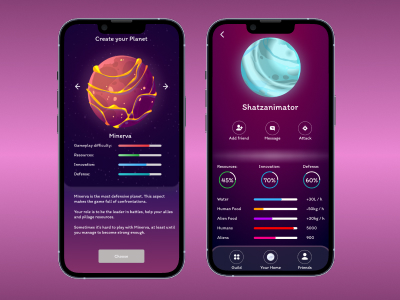 Create your Planet
Minerva
Gameplay difficulty:
Resources:
Innovation:
Defense:
Minerva is the most defensive planet. This aspect
makes the game full of confrontations.
Your role is to be the leader in battles, help your allies
and pillage resources.
Sometimes it's hard to play with Minerva, at least until
you manage to become strong enough.
Choose
Shatzanimator
Add friend
Message
Attack
Resources: Innovation: Defense:
45% 70% 60%
Water +30L / h
Human Food -50kg / h
Alien Food +20kg / h
Humans 5000
Aliens 900
Guild Your Home Friends